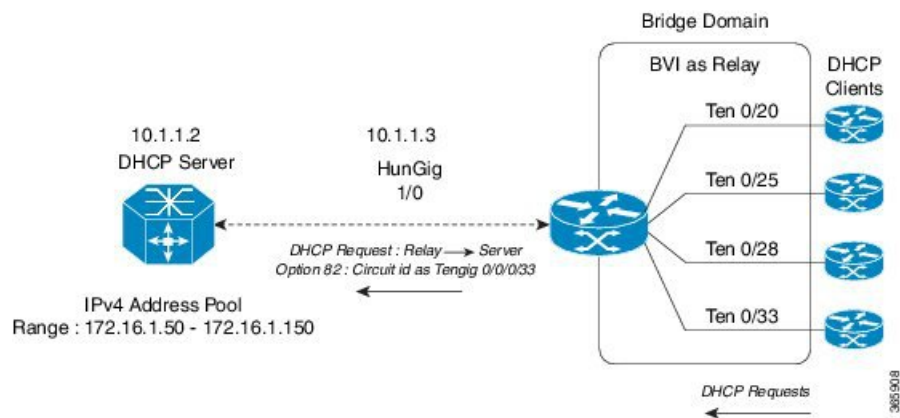 Bridge Domain
BVI as Relay
DHCP
Clients
Ten 0/20
10.1.1.2
DHCP Server
10.1.1.3
HunGig
1/0
Ten 0/25
DHCP Request : Relay → Server
Option 82 : Circuit id as Tengig 0/0/0/33
Ten 0/28
IPv4 Address Pool
Range : 172.16.1.50 - 172.16.1.150
Ten 0/33
DHCP Requests
365908